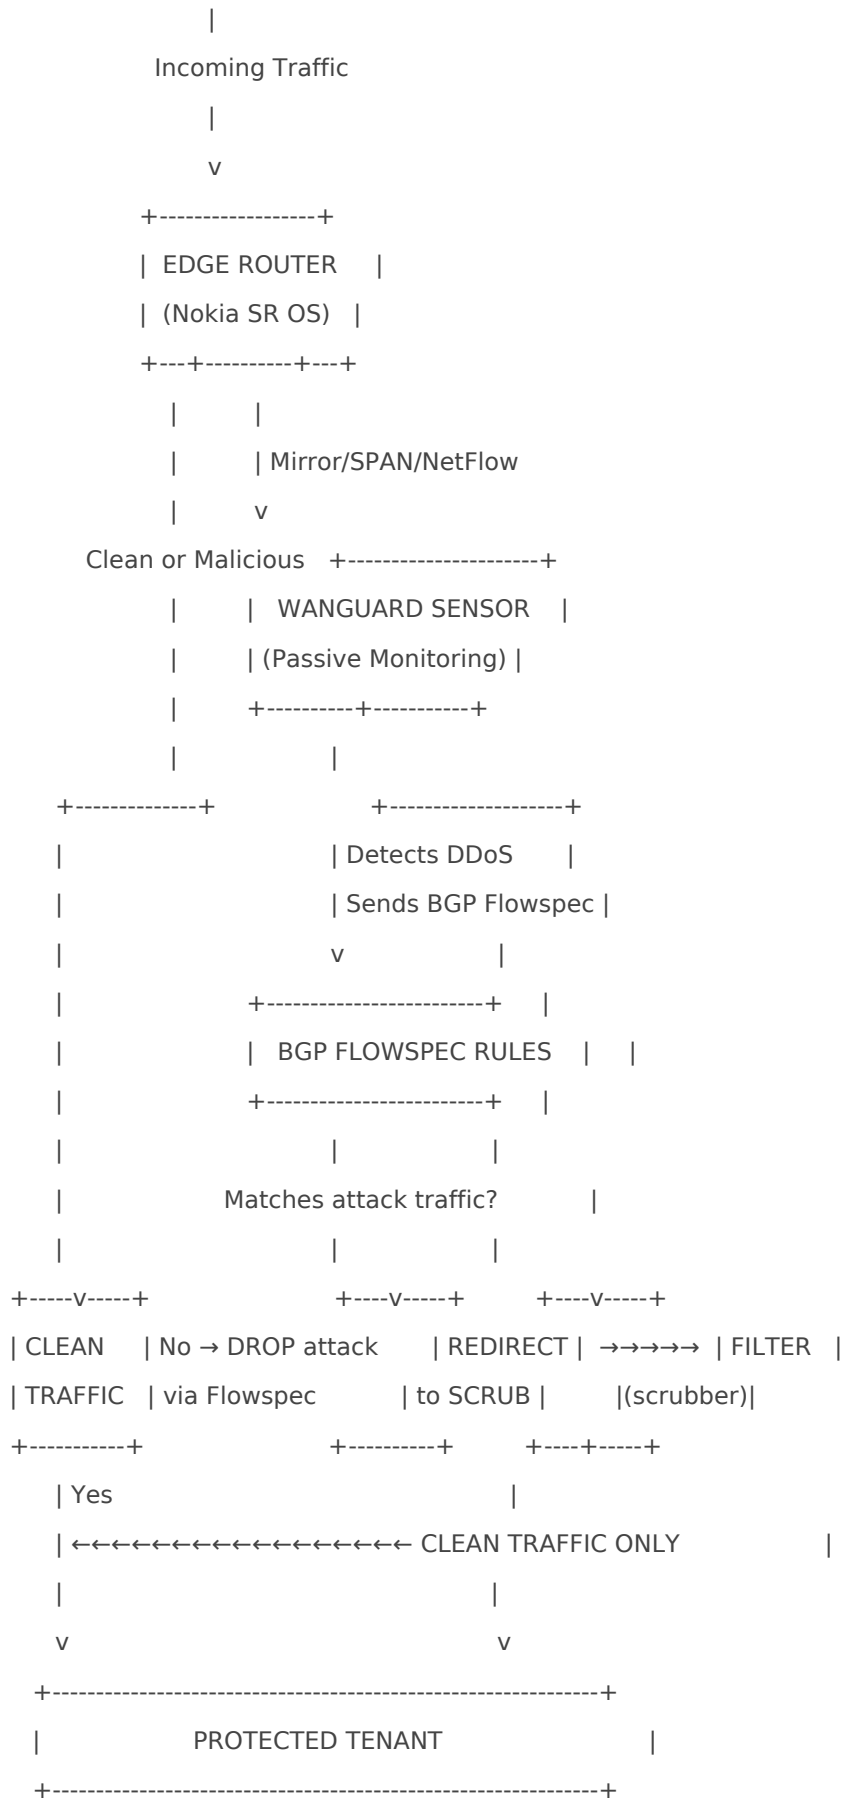 |
Incoming Traffic
|
v
+------------------+
|  EDGE ROUTER     |
|  (Nokia SR OS)   |
+---+----------+---+
|          |
|          | Mirror/SPAN/NetFlow
|          v
Clean or Malicious   +----------------------+
|          |   WANGUARD SENSOR    |
|          | (Passive Monitoring) |
|          +----------+-----------+
|                     |
+--------------+                     +--------------------+
|                                    | Detects DDoS       |
|                                    | Sends BGP Flowspec |
|                                    v                    |
|                         +-------------------------+     |
|                         |   BGP FLOWSPEC RULES    |     |
|                         +-------------------------+     |
|                                    |                    |
|                     Matches attack traffic?             |
|                                    |                    |
+-----v-----+                         +----v-----+         +----v-----+
| CLEAN     | No → DROP attack       | REDIRECT |  →→→→→  | FILTER   |
| TRAFFIC   | via Flowspec           | to SCRUB |         |(scrubber)|
+-----------+                        +----------+         +----+-----+
| Yes                                                  |
| ←←←←←←←←←←←←←←←←← CLEAN TRAFFIC ONLY                   |
|                                                      |
v                                                      v
+---------------------------------------------------------------+
|                    PROTECTED TENANT                           |
+---------------------------------------------------------------+